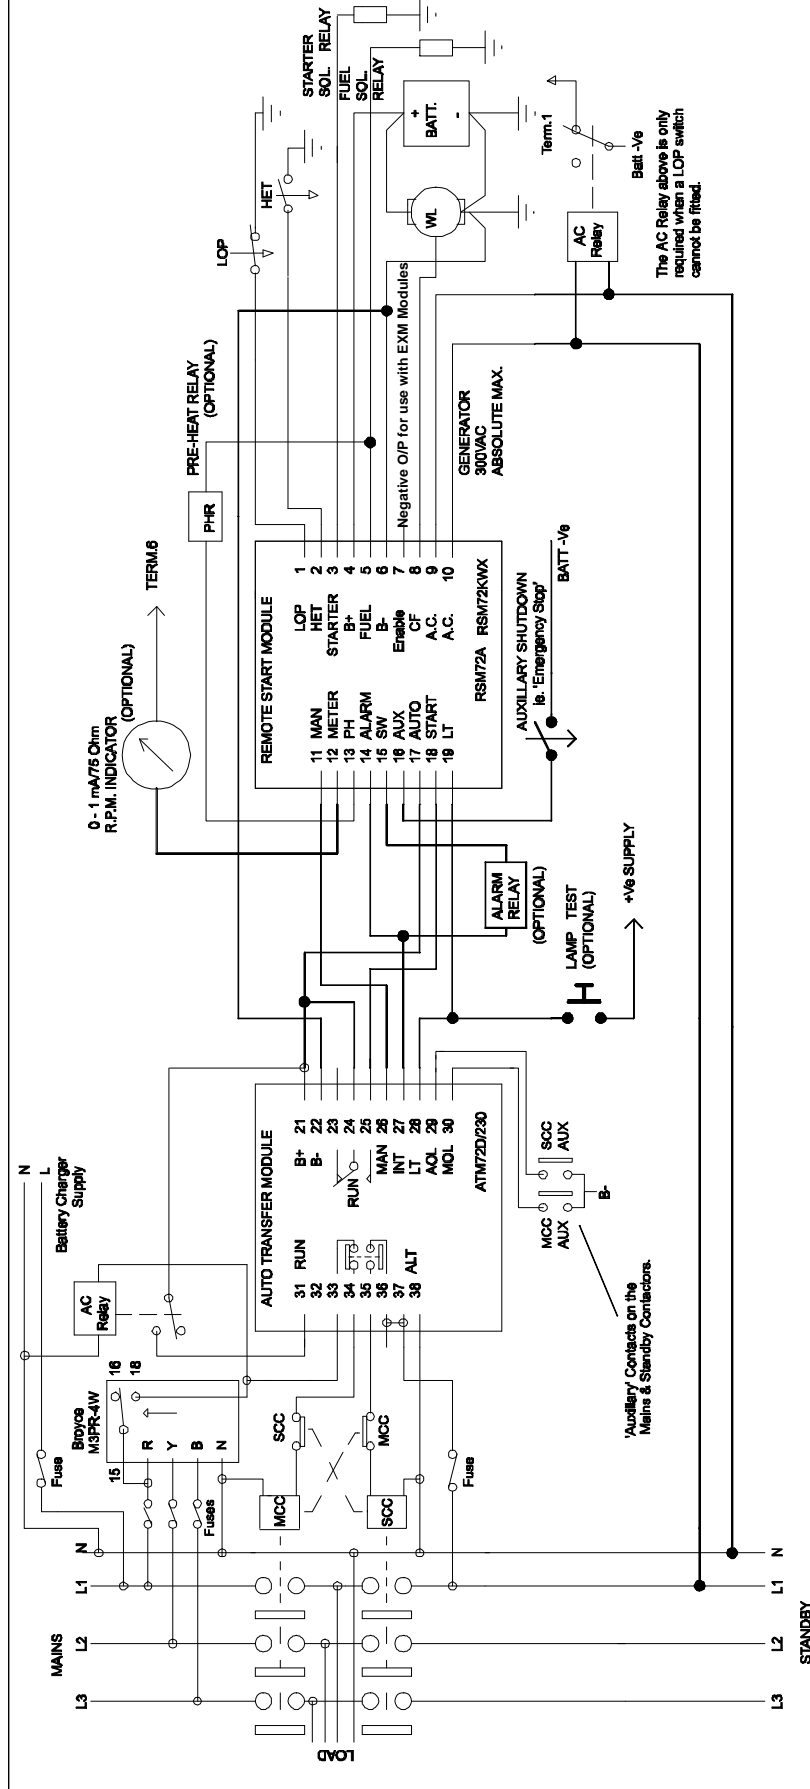 STARTER
SOL. RELAY
FUEL
SOL.
RELAY
+
BATT.
-
HET
LOP
WL
Term.1
Batt -Ve
AC
Relay
The AC Relay above is only
required when a LOP switch
cannot be fitted.
PRE-HEAT RELAY
(OPTIONAL)
PHR
Negative O/P for use with EXM Modules
GENERATOR
300VAC
ABSOLUTE MAX.
TERM.6
0 - 1 mA/75 Ohm
R.P.M. INDICATOR
(OPTIONAL)
REMOTE START MODULE
LOP 1
HET 2
STARTER 3
B+ 4
FUEL 5
B- 6
Enable 7
CF 8
A.C. 9
A.C. 10
RSM72A RSM72KWX
11 MAN
12 METER
13 PH
14 ALARM
15 SW
16 AUX
17 AUTO
18 START
19 LT
AUXILLARY SHUTDOWN
ie. 'Emergency Stop'
BATT -Ve
ALARM
RELAY
(OPTIONAL)
LAMP TEST
(OPTIONAL)
+Ve SUPPLY
AUTO TRANSFER MODULE
B+ 21
B- 22
23
RUN 24
25
MAN 26
INT 27
LT 28
AOL 29
MOL 30
ATM72D/230
31 RUN
32
33
34
35
36
37 ALT
38
MCC
AUX
SCC
AUX
B-
'Auxillary' Contacts on the
Mains & Standby Contactors.
N
L
Battery Charger
Supply
AC
Relay
Broyce
M3PR-4W
15
16
18
R
Y
B
N
Fuse
Fuses
SCC
MCC
MCC
SCC
Fuse
MAINS
N
L1
L2
L3
LOAD
STANDBY
N
L1
L2
L3